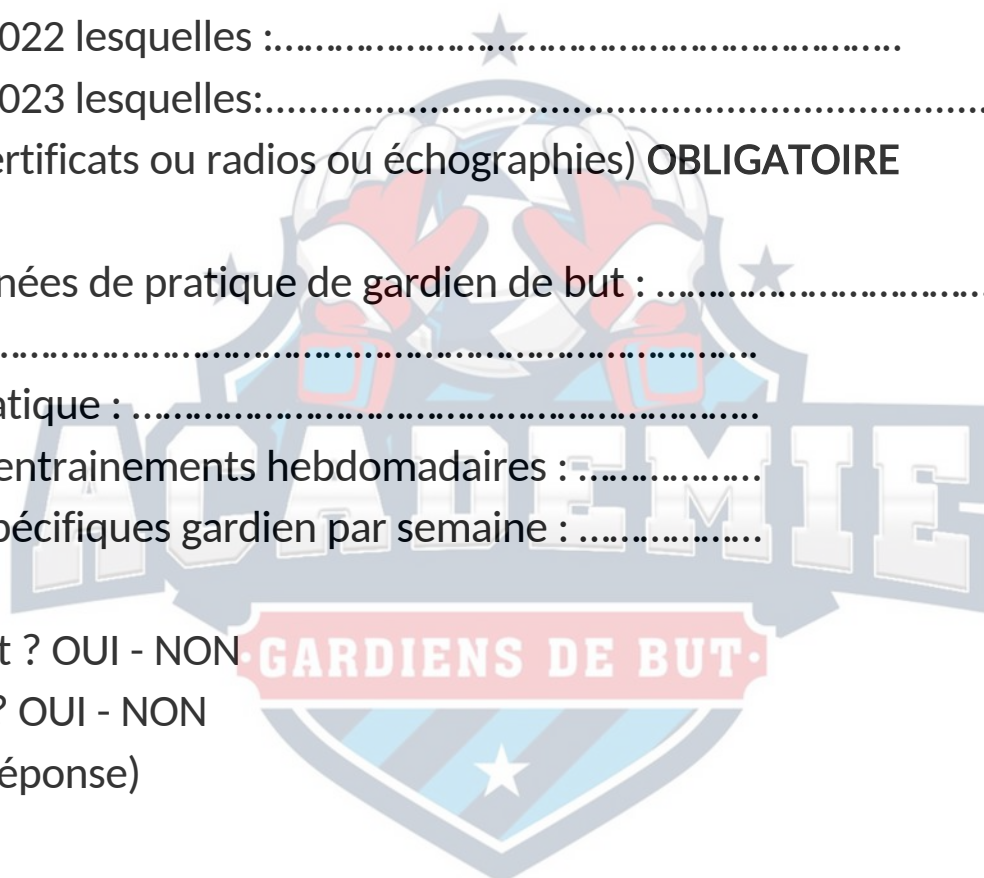 022 lesquelles :……………………………………………………..
023 lesquelles:.................................................................
ertificats ou radios ou échographies) OBLIGATOIRE
nées de pratique de gardien de but : ……………………………
………………………………………………………………….
atique : ……………………………………………………..
entrainements hebdomadaires : ……………….
pécifiques gardien par semaine : ……………….
ACADEMIE
t ? OUI - NON
·GARDIENS DE BUT·
? OUI - NON
éponse)